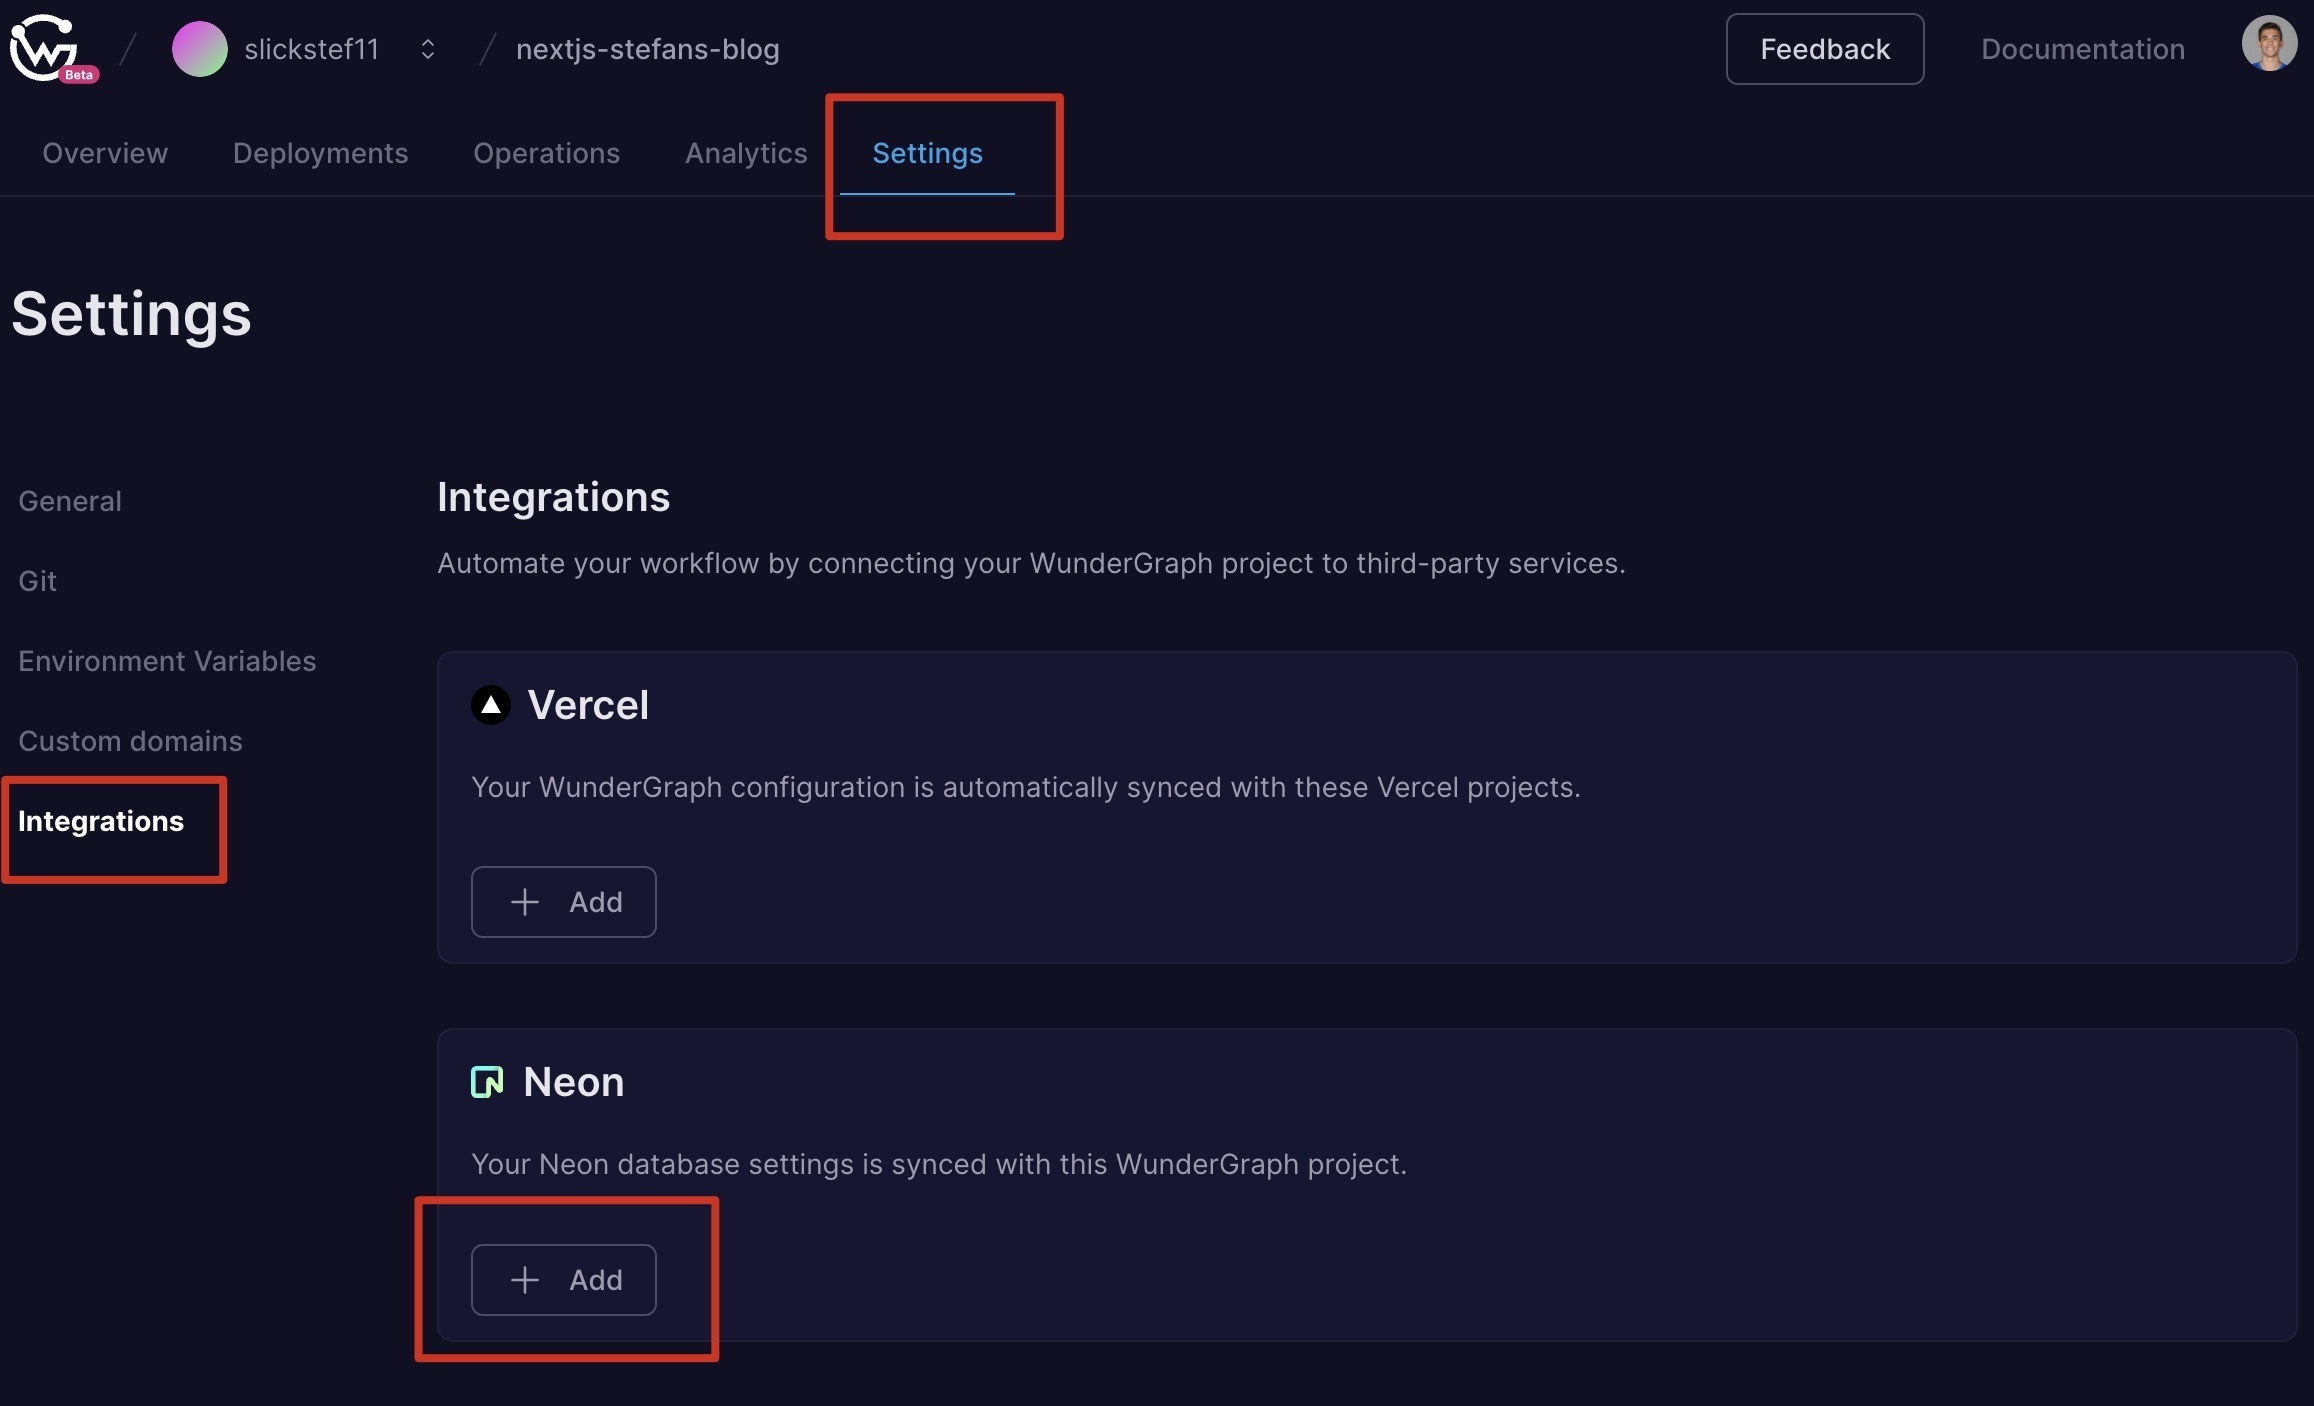 Beta
slickstef11
nextjs-stefans-blog
Feedback
Documentation
Overview
Deployments
Operations
Analytics
Settings
Settings
General
Git
Environment Variables
Custom domains
Integrations
Integrations
Automate your workflow by connecting your WunderGraph project to third-party services.
Vercel
Your WunderGraph configuration is automatically synced with these Vercel projects.
Add
Neon
Your Neon database settings is synced with this WunderGraph project.
Add